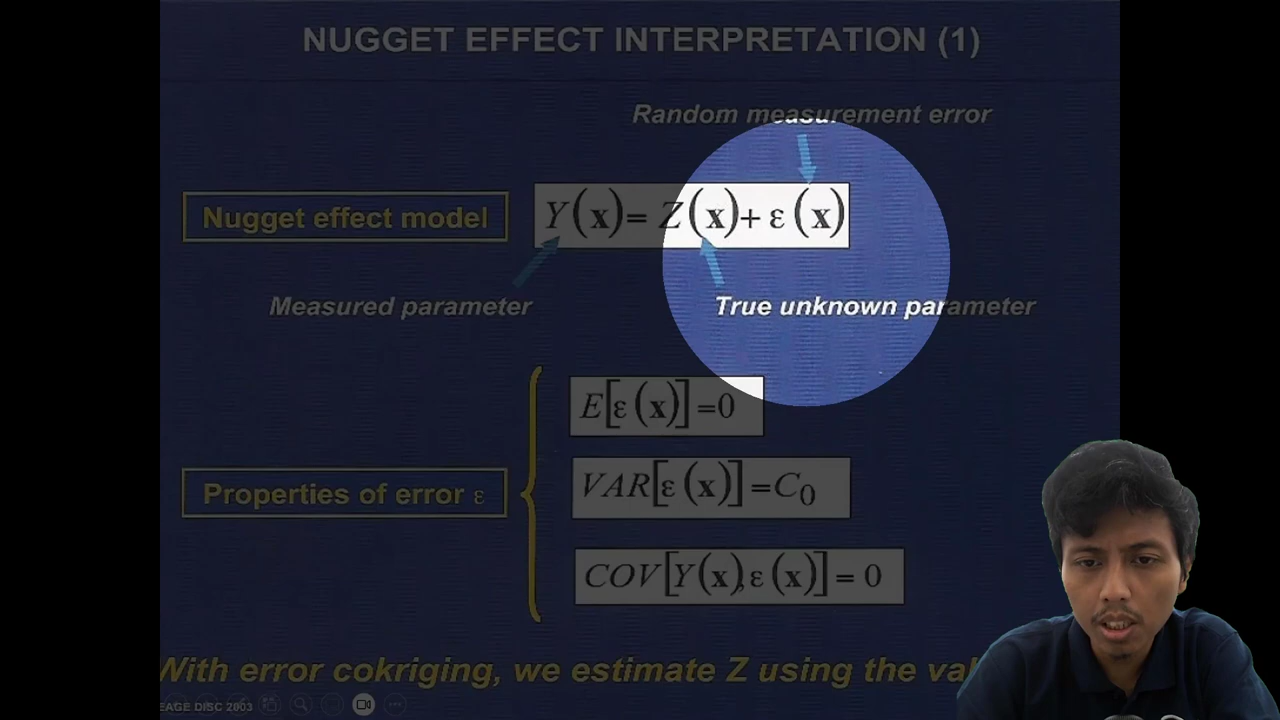 NUGGET EFFECT INTERPRETATION (1)
Random measurement error
Nugget effect model
Y(x)= Z(x)+ ε(x)
Measured parameter
True unknown parameter
E[ε(x)]=0
Properties of error ε
VAR[ε(x)]=C₀
COV[Y(x),ε(x)]= 0
With error cokriging, we estimate Z using the
EAGE DISC 2003